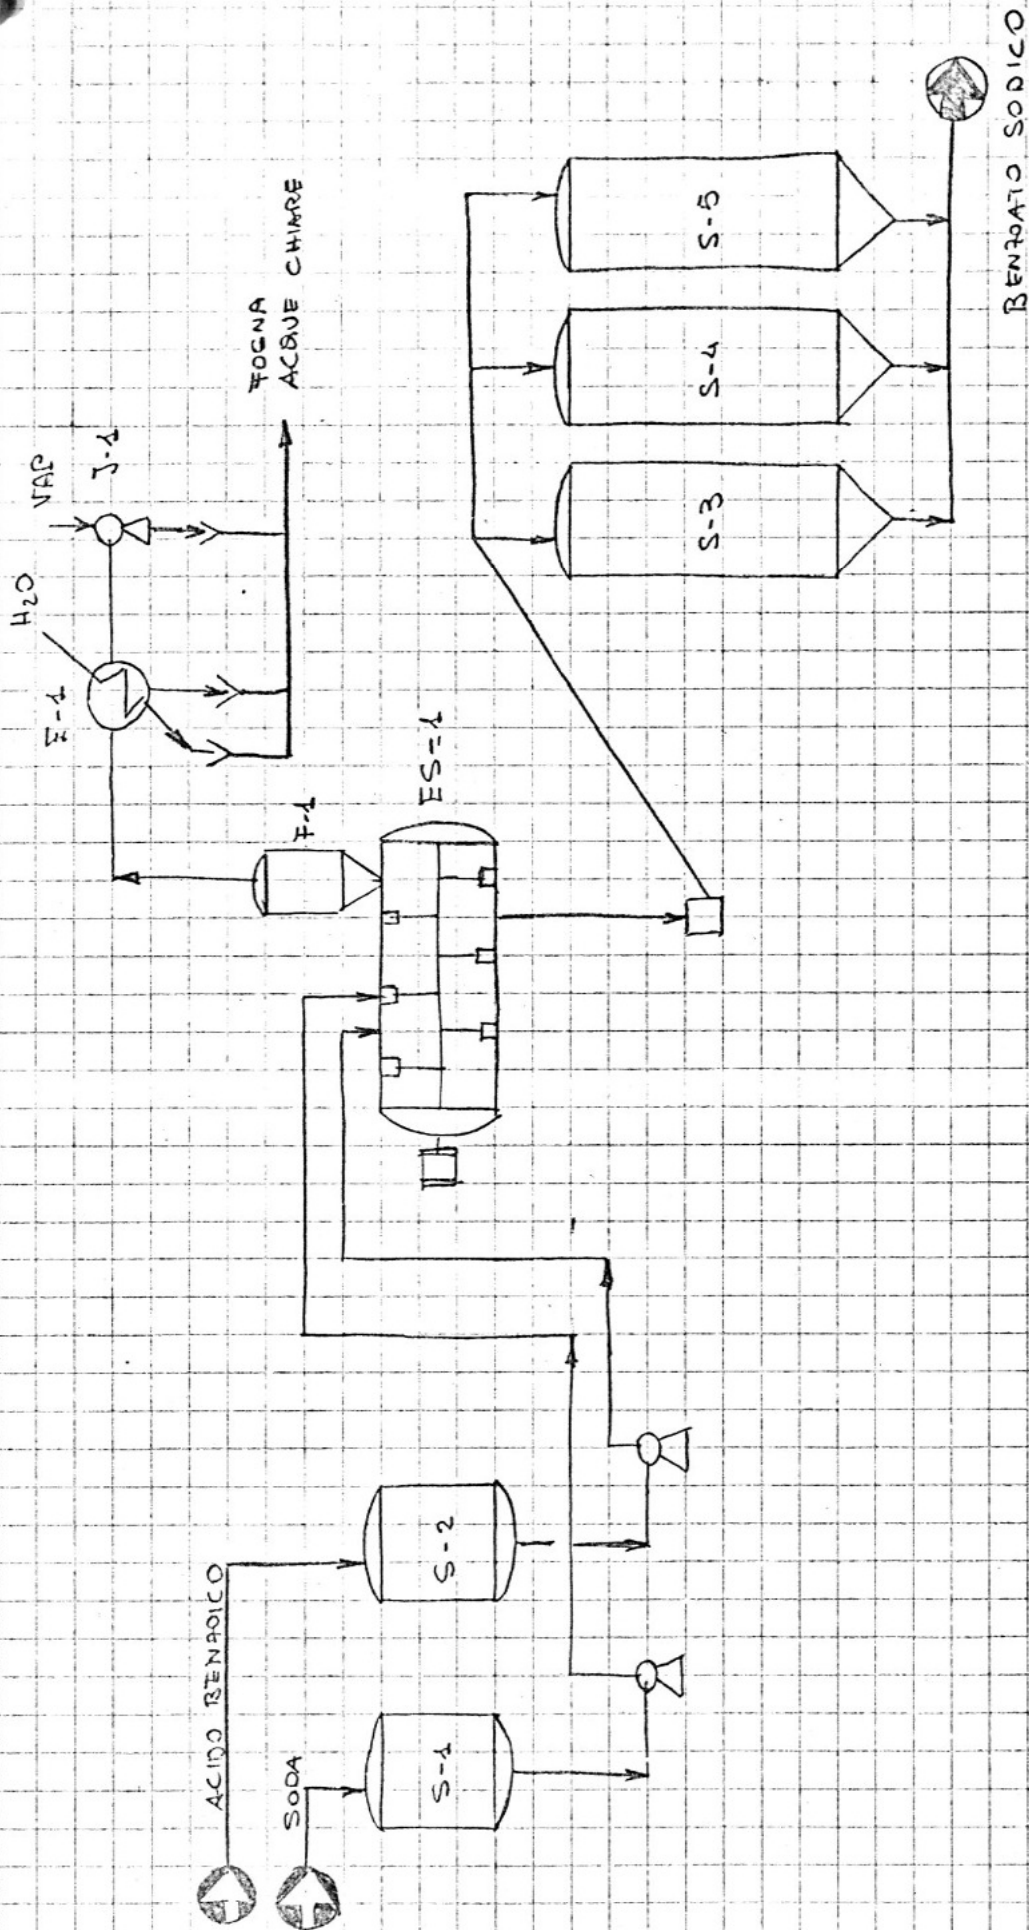 ACIDO BENZOICO
SODA
S-1
S-2
ES-1
F-1
E-1
H2O
VAP
J-1
FOGNA
ACQUE CHIARE
S-3
S-4
S-5
BENZOATO SODICO